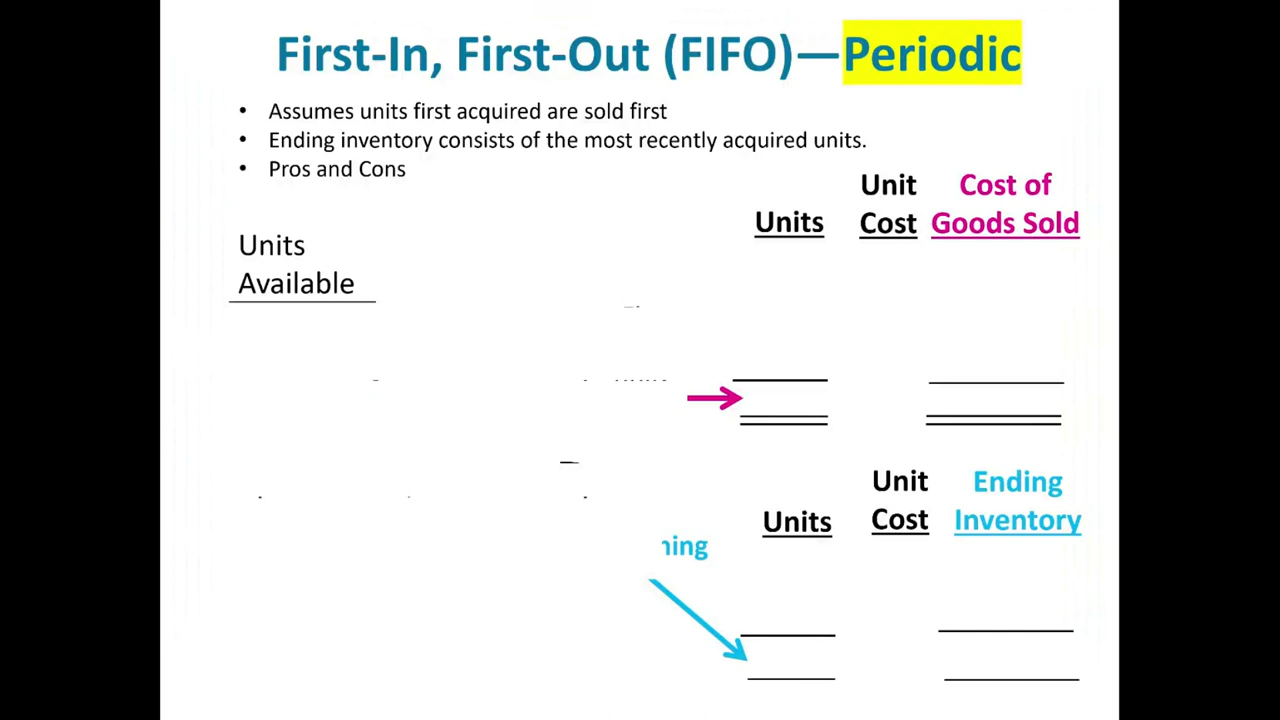 First-In, First-Out (FIFO)—Periodic
• Assumes units first acquired are sold first
• Ending inventory consists of the most recently acquired units.
• Pros and Cons
Units
Available
Units
Unit
Cost
Cost of
Goods Sold
Units
Unit
Cost
Ending
Inventory